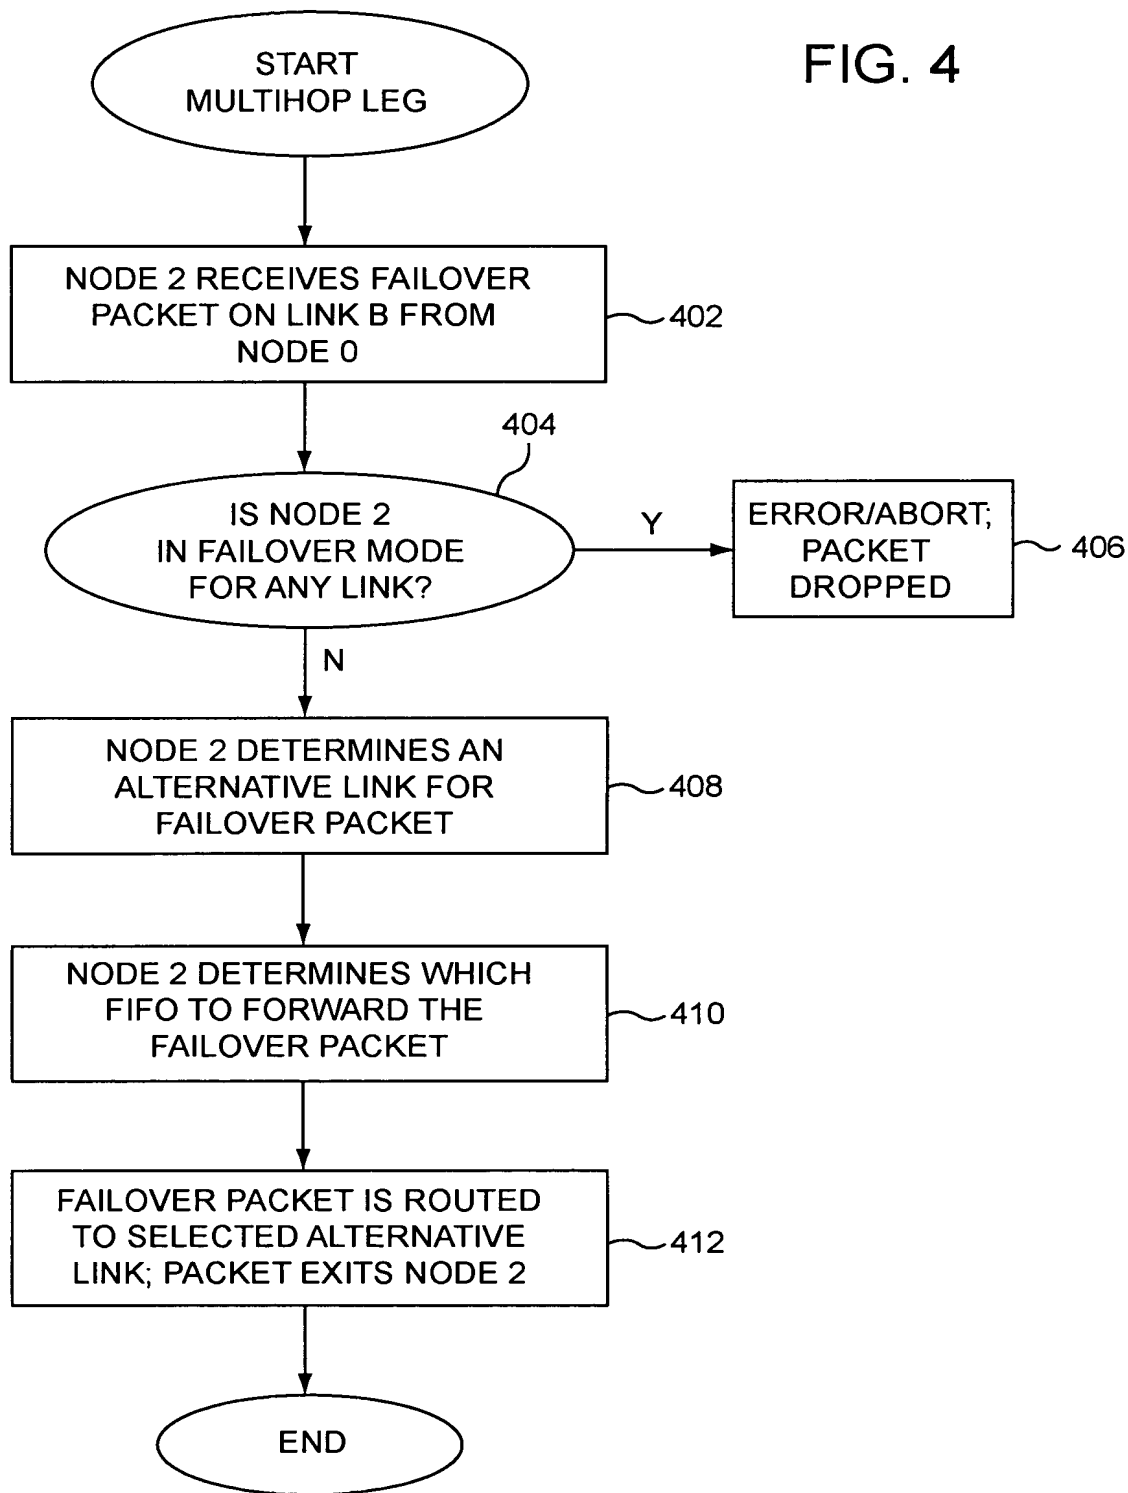 START
MULTIHOP LEG
FIG. 4
NODE 2 RECEIVES FAILOVER
PACKET ON LINK B FROM
NODE 0
402
404
IS NODE 2
IN FAILOVER MODE
FOR ANY LINK?
Y
ERROR/ABORT;
PACKET
DROPPED
406
N
NODE 2 DETERMINES AN
ALTERNATIVE LINK FOR
FAILOVER PACKET
408
NODE 2 DETERMINES WHICH
FIFO TO FORWARD THE
FAILOVER PACKET
410
FAILOVER PACKET IS ROUTED
TO SELECTED ALTERNATIVE
LINK; PACKET EXITS NODE 2
412
END